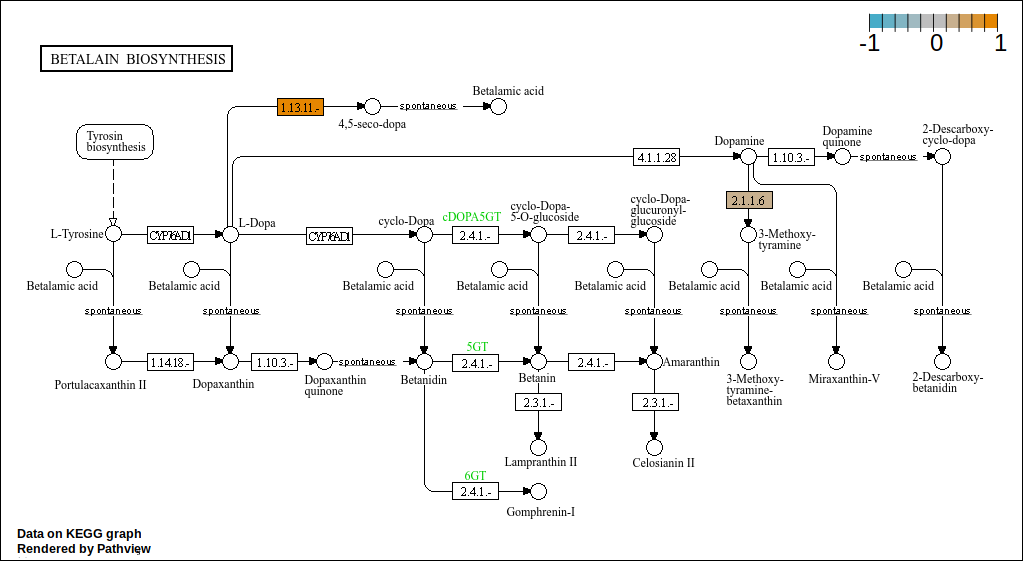 -1 0 1
BETALAIN BIOSYNTHESIS
Betalamic acid
1.13.11.-
spontaneous
4,5-seco-dopa
Tyrosin
biosynthesis
Dopamine
Dopamine
quinone
2-Descarboxy-
cyclo-dopa
4.1.1.28
1.10.3.-
spontaneous
2.1.1.6
L-Tyrosine
CYP76AD1
L-Dopa
CYP76AD1
cyclo-Dopa
cDOPA5GT
2.4.1.-
cyclo-Dopa-
5-O-glucoside
2.4.1.-
cyclo-Dopa-
glucuronyl-
glucoside
3-Methoxy-
tyramine
Betalamic acid
Betalamic acid
Betalamic acid
Betalamic acid
Betalamic acid
Betalamic acid
Betalamic acid
Betalamic acid
spontaneous
spontaneous
spontaneous
spontaneous
spontaneous
spontaneous
spontaneous
spontaneous
Portulacaxanthin II
1.14.18.-
Dopaxanthin
1.10.3.-
Dopaxanthin
quinone
spontaneous
Betanidin
5GT
2.4.1.-
Betanin
2.4.1.-
Amaranthin
3-Methoxy-
tyramine-
betaxanthin
Miraxanthin-V
2-Descarboxy-
betanidin
2.3.1.-
2.3.1.-
Lampranthin II
Celosianin II
6GT
2.4.1.-
Gomphrenin-I
Data on KEGG graph
Rendered by Pathview